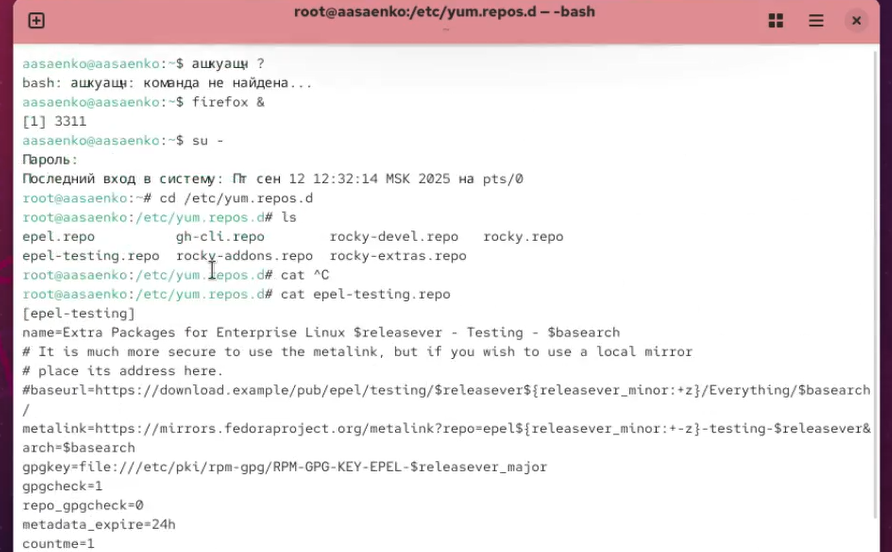 root@aasaenko:/etc/yum.repos.d — -bash
~
aasaenko@aasaenko:~$ ашкуащч ?
bash: ашкуащч: команда не найдена...
aasaenko@aasaenko:~$ firefox &
[1] 3311
aasaenko@aasaenko:~$ su -
Пароль:
Последний вход в систему: Пт сен 12 12:32:14 MSK 2025 на pts/0
root@aasaenko:~# cd /etc/yum.repos.d
root@aasaenko:/etc/yum.repos.d# ls
epel.repo gh-cli.repo rocky-devel.repo rocky.repo
epel-testing.repo rocky-addons.repo rocky-extras.repo
root@aasaenko:/etc/yum.repos.d# cat ^C
root@aasaenko:/etc/yum.repos.d# cat epel-testing.repo
[epel-testing]
name=Extra Packages for Enterprise Linux $releasever - Testing - $basearch
# It is much more secure to use the metalink, but if you wish to use a local mirror
# place its address here.
#baseurl=https://download.example/pub/epel/testing/$releasever${releasever_minor:+z}/Everything/$basearch
/
metalink=https://mirrors.fedoraproject.org/metalink?repo=epel${releasever_minor:+-z}-testing-$releasever&
arch=$basearch
gpgkey=file:///etc/pki/rpm-gpg/RPM-GPG-KEY-EPEL-$releasever_major
gpgcheck=1
repo_gpgcheck=0
metadata_expire=24h
countme=1